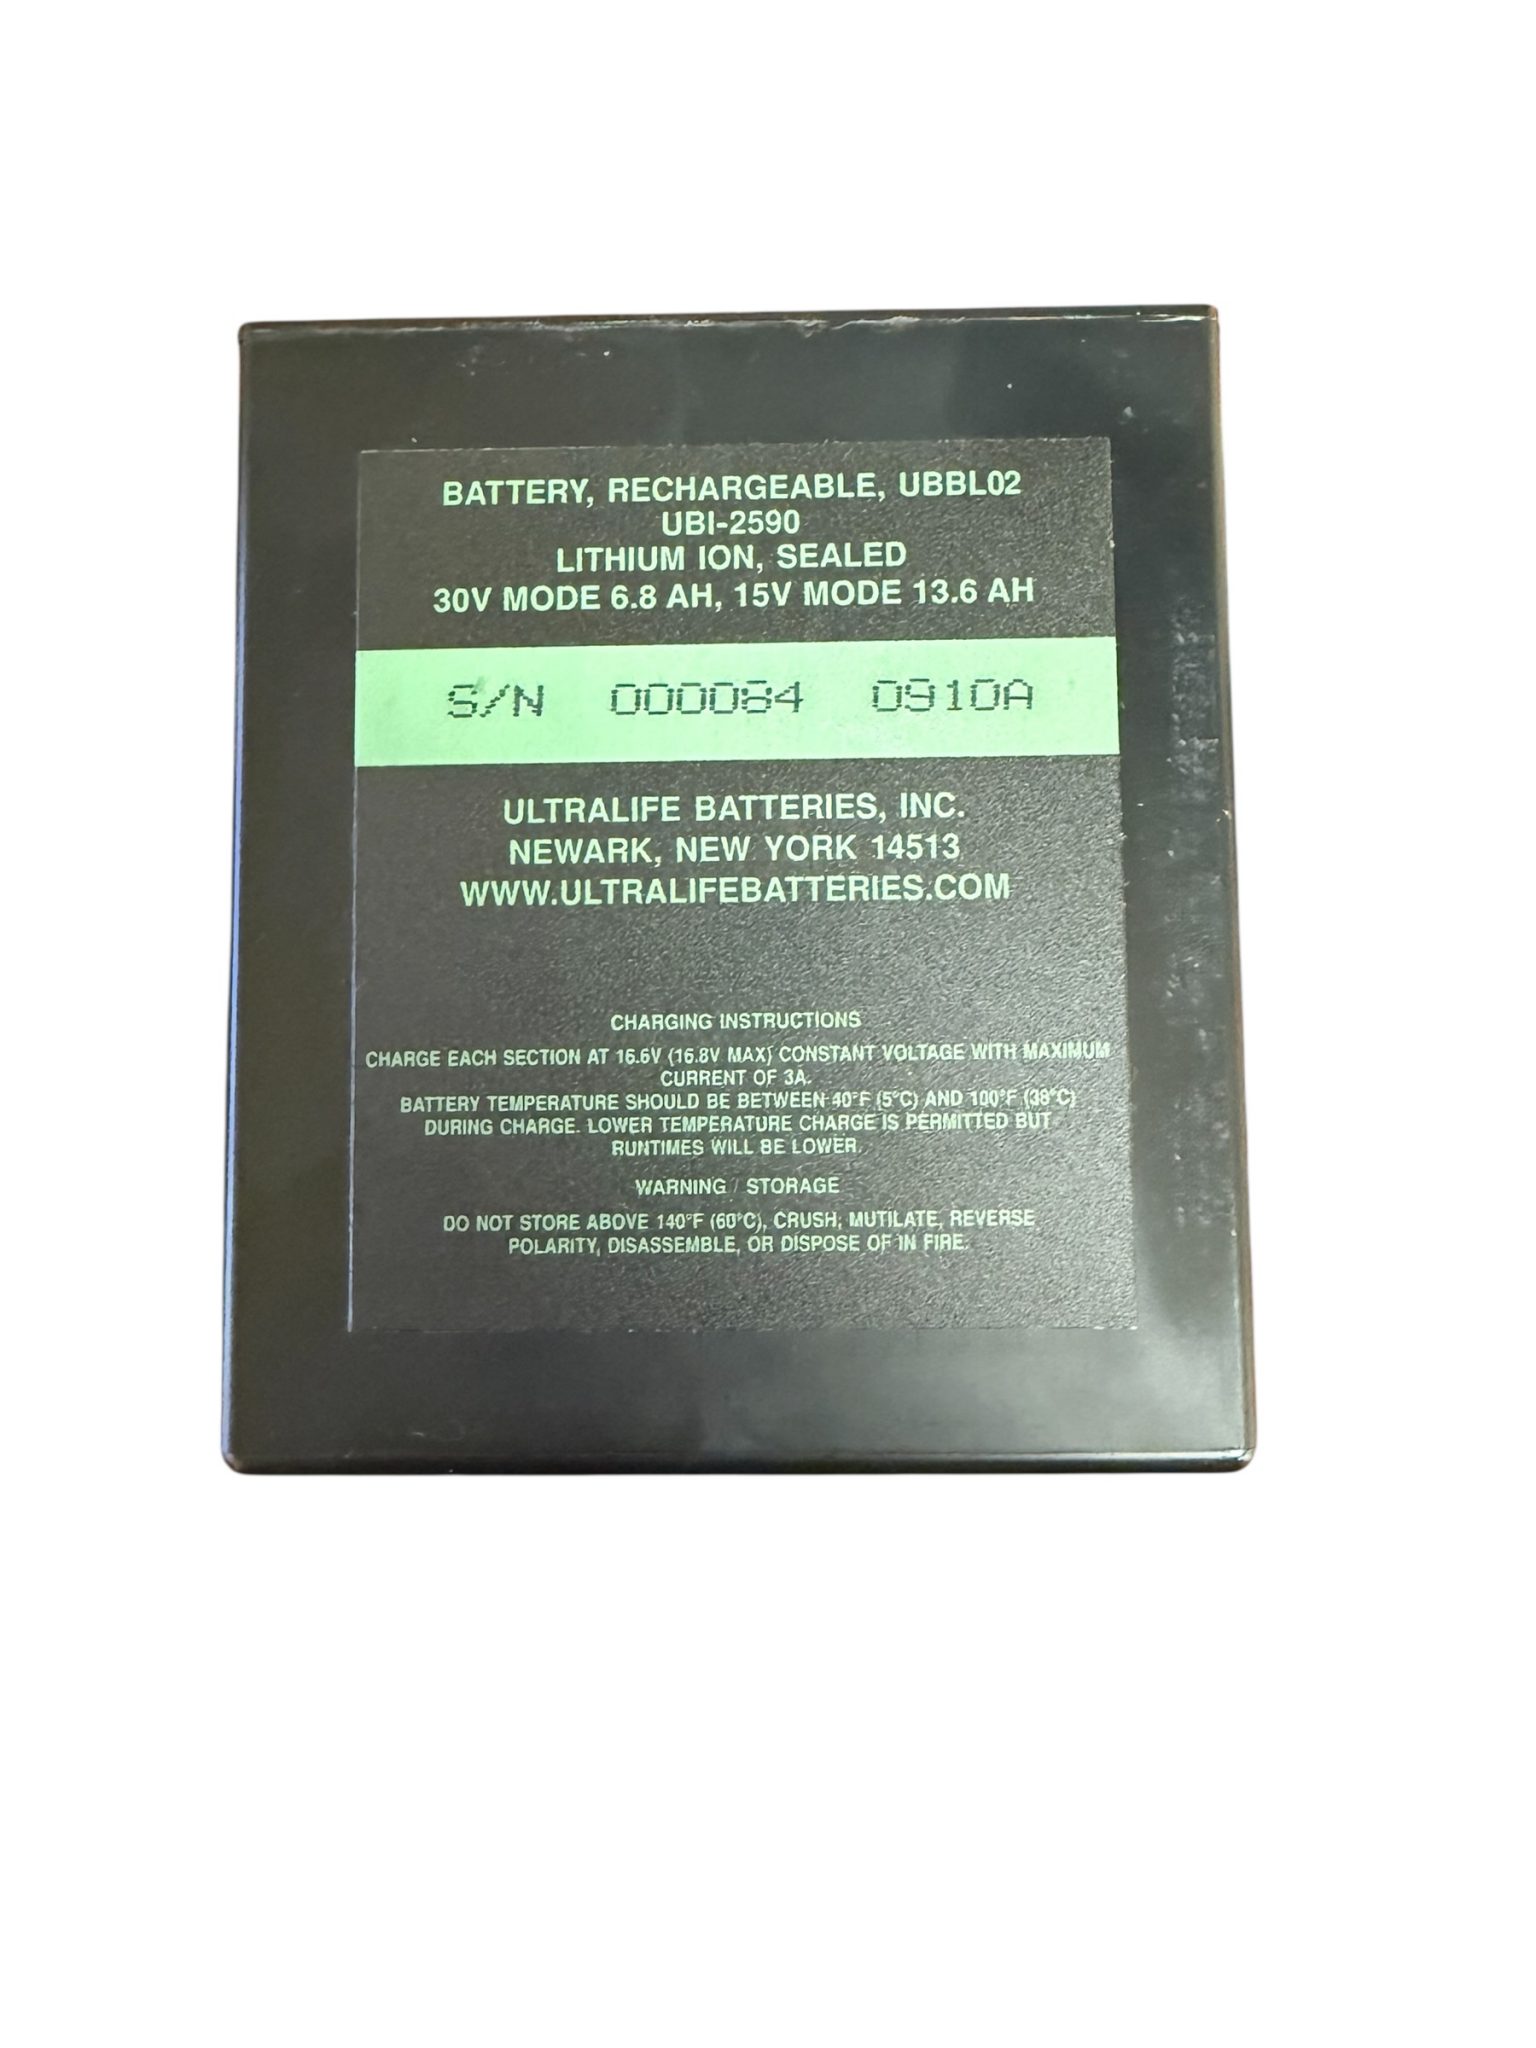 BATTERY, RECHARGEABLE, UBBL02
UBI-2590
LITHIUM ION, SEALED
30V MODE 6.8 AH, 15V MODE 13.6 AH
S/N 000084 0910A
ULTRALIFE BATTERIES, INC.
NEWARK, NEW YORK 14513
WWW.ULTRALIFEBATTERIES.COM
CHARGING INSTRUCTIONS
CHARGE EACH SECTION AT 16.6V (16.8V MAX) CONSTANT VOLTAGE WITH MAXIMUM
CURRENT OF 3A.
BATTERY TEMPERATURE SHOULD BE BETWEEN 40°F (5°C) AND 100°F (38°C)
DURING CHARGE. LOWER TEMPERATURE CHARGE IS PERMITTED BUT
RUNTIMES WILL BE LOWER.
WARNING / STORAGE
DO NOT STORE ABOVE 140°F (60°C), CRUSH, MUTILATE, REVERSE
POLARITY, DISASSEMBLE, OR DISPOSE OF IN FIRE.